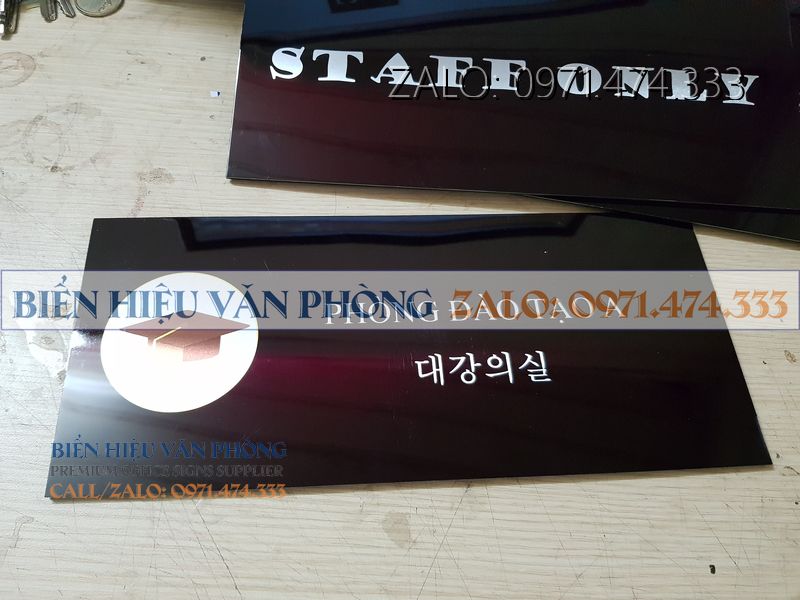 STAFF ONLY
ZALO: 0971.474.333
BIỂN HIỆU VĂN PHÒNG ZALO: 0971.474.333
PHÒNG ĐÀO TẠO A
대강의실
BIỂN HIỆU VĂN PHÒNG
PREMIUM OFFICE SIGNS SUPPLIER
CALL/ZALO: 0971.474.333